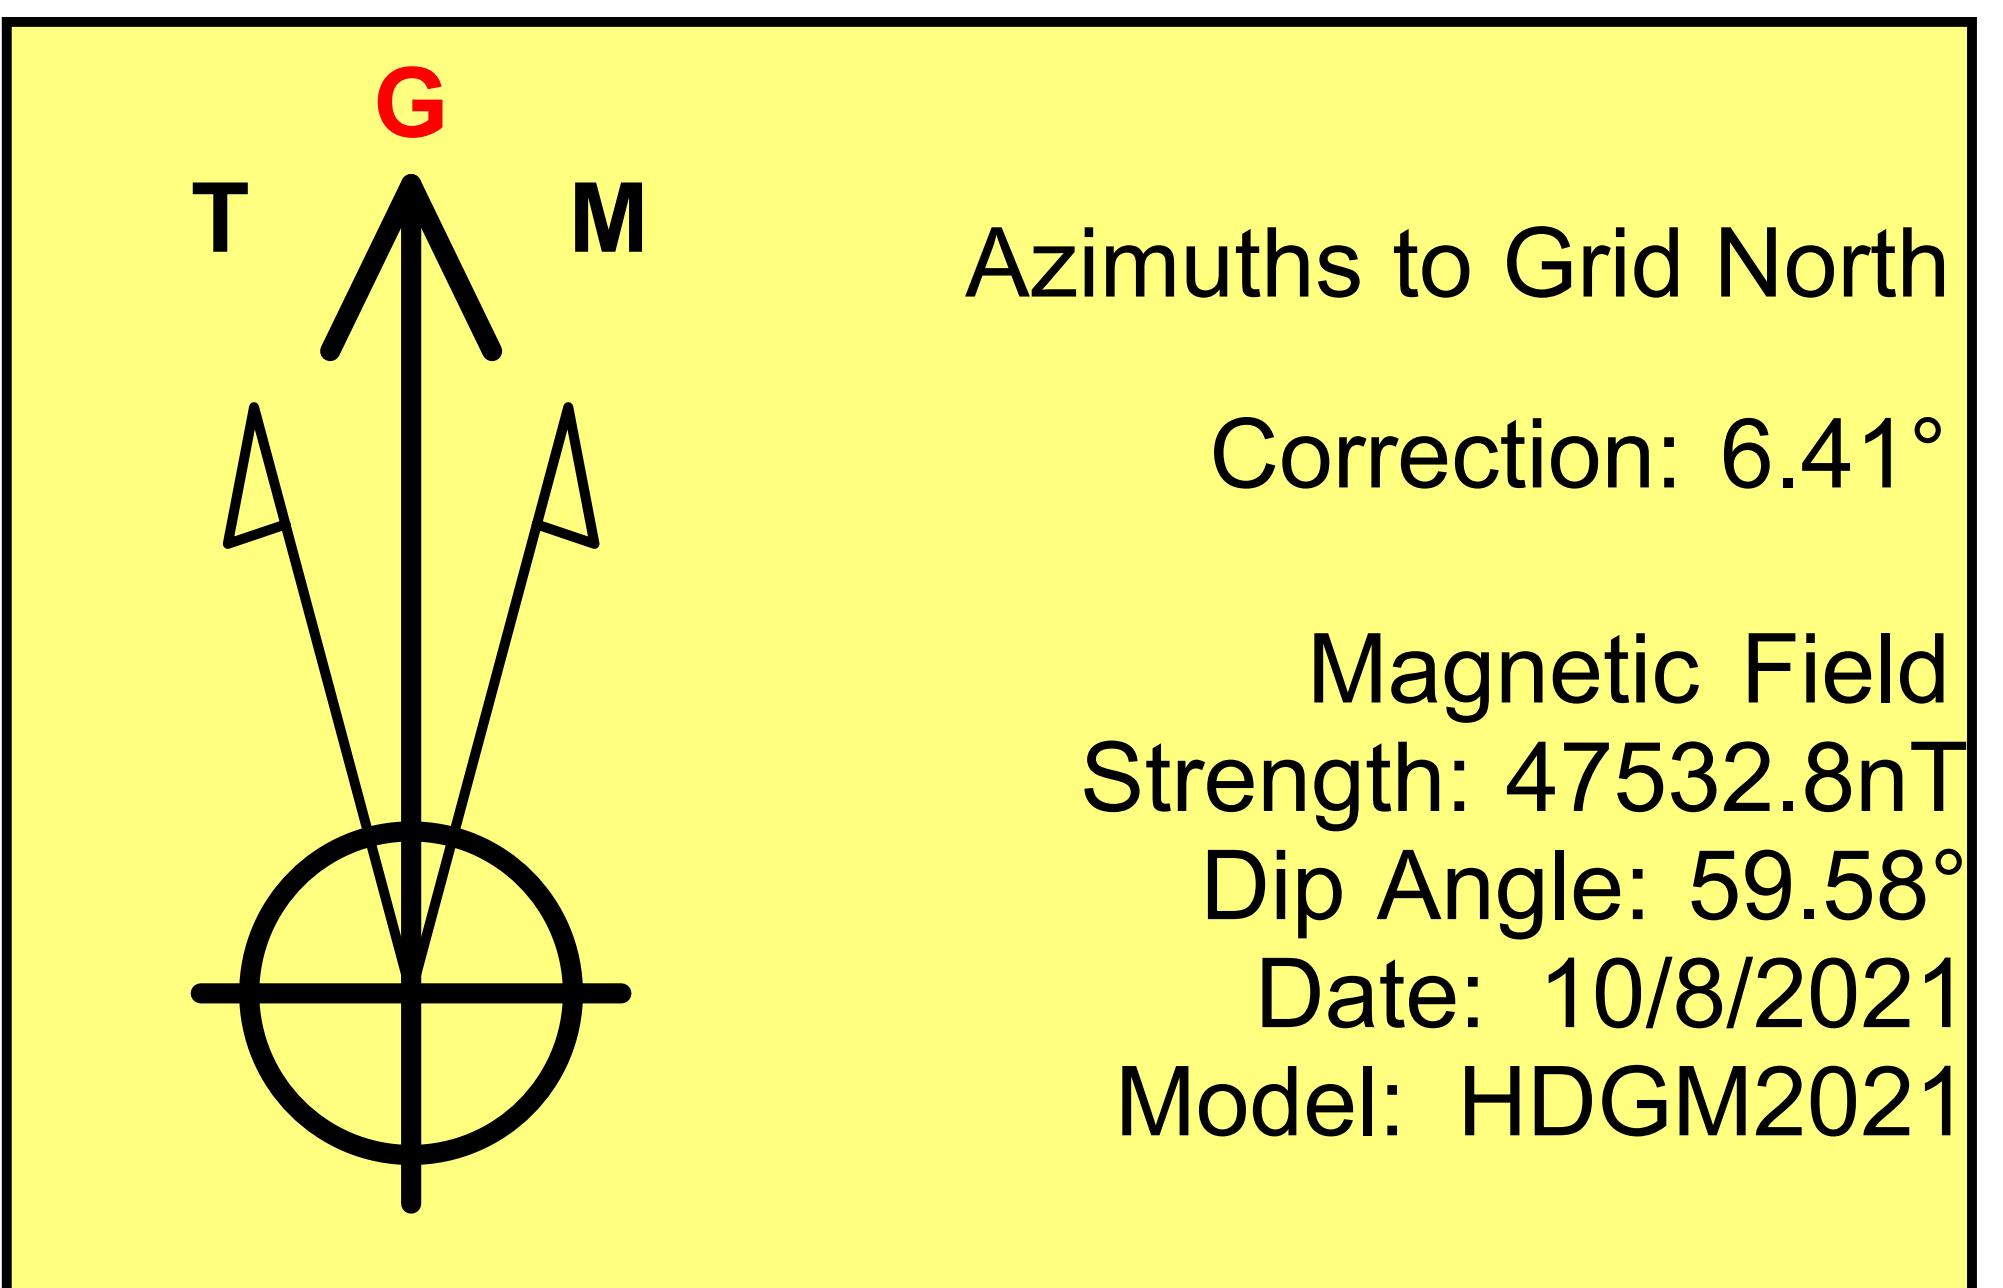 G
T M
Azimuths to Grid North
Correction: 6.41°
Magnetic Field
Strength: 47532.8nT
Dip Angle: 59.58°
Date: 10/8/2021
Model: HDGM2021